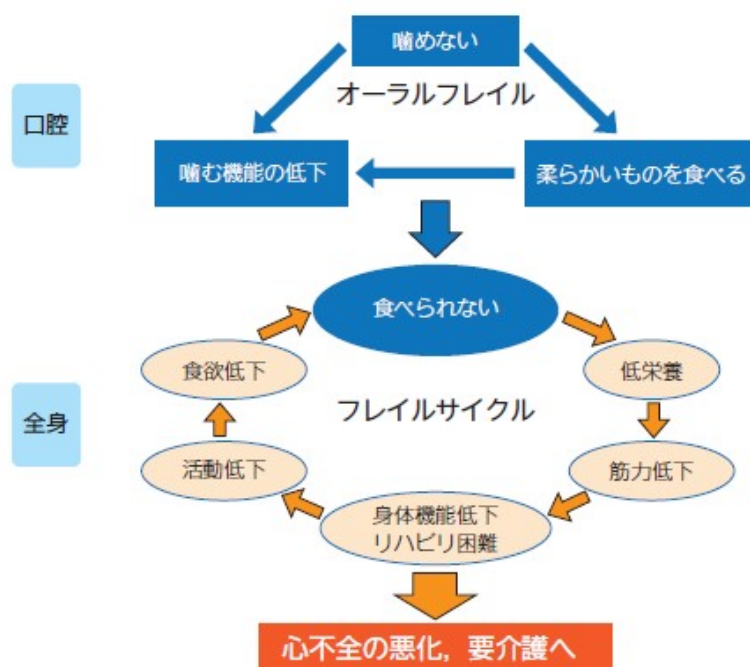 噛めない
オーラルフレイル
口腔
噛む機能の低下
柔らかいものを食べる
食べられない
食欲低下
低栄養
フレイルサイクル
全身
活動低下
筋力低下
身体機能低下
リハビリ困難
心不全の悪化，要介護へ